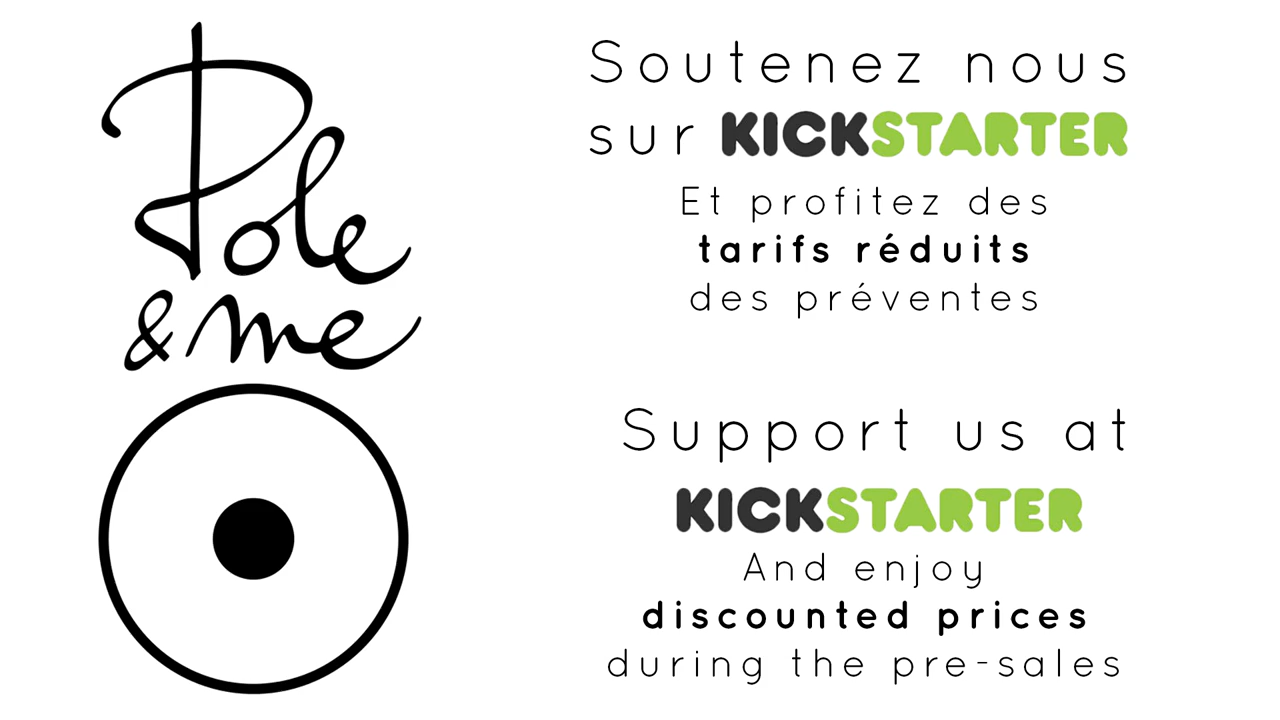 Pole
& me
Soutenez nous
sur KICKSTARTER
Et profitez des
tarifs réduits
des préventes
Support us at
KICKSTARTER
And enjoy
discounted prices
during the pre-sales